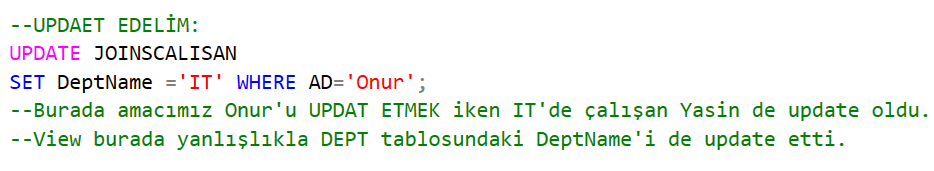 --UPDAET EDELİM:
UPDATE JOINSCALISAN
SET DeptName ='IT' WHERE AD='Onur';
--Burada amacımız Onur'u UPDAT ETMEK iken IT'de çalışan Yasin de update oldu.
--View burada yanlışlıkla DEPT tablosundaki DeptName'i de update etti.